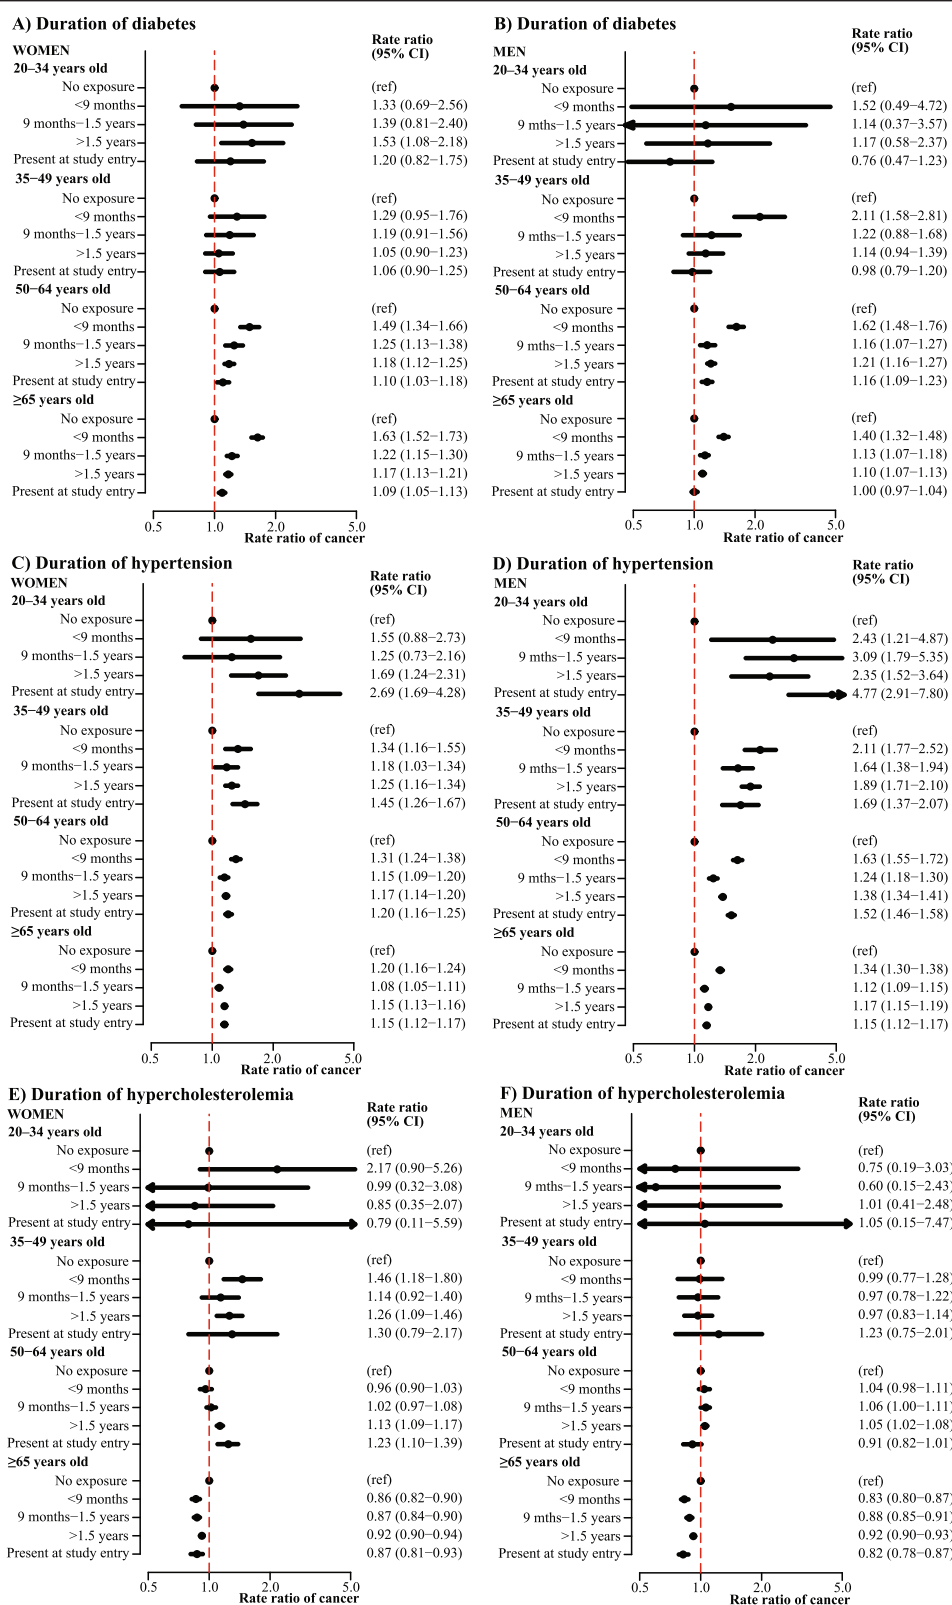 A) Duration of diabetes
WOMEN
Rate ratio
(95% CI)
20–34 years old
No exposure (ref)
<9 months 1.33 (0.69−2.56)
9 months−1.5 years 1.39 (0.81−2.40)
>1.5 years 1.53 (1.08−2.18)
Present at study entry 1.20 (0.82−1.75)
35−49 years old
No exposure (ref)
<9 months 1.29 (0.95−1.76)
9 months−1.5 years 1.19 (0.91−1.56)
>1.5 years 1.05 (0.90−1.23)
Present at study entry 1.06 (0.90−1.25)
50−64 years old
No exposure (ref)
<9 months 1.49 (1.34−1.66)
9 months−1.5 years 1.25 (1.13−1.38)
>1.5 years 1.18 (1.12−1.25)
Present at study entry 1.10 (1.03−1.18)
≥65 years old
No exposure (ref)
<9 months 1.63 (1.52−1.73)
9 months−1.5 years 1.22 (1.15−1.30)
>1.5 years 1.17 (1.13−1.21)
Present at study entry 1.09 (1.05−1.13)
0.5 1.0 2.0 5.0
Rate ratio of cancer
B) Duration of diabetes
MEN
Rate ratio
(95% CI)
20–34 years old
No exposure (ref)
<9 months 1.52 (0.49−4.72)
9 mths−1.5 years 1.14 (0.37−3.57)
>1.5 years 1.17 (0.58−2.37)
Present at study entry 0.76 (0.47−1.23)
35−49 years old
No exposure (ref)
<9 months 2.11 (1.58−2.81)
9 mths−1.5 years 1.22 (0.88−1.68)
>1.5 years 1.14 (0.94−1.39)
Present at study entry 0.98 (0.79−1.20)
50−64 years old
No exposure (ref)
<9 months 1.62 (1.48−1.76)
9 mths−1.5 years 1.16 (1.07−1.27)
>1.5 years 1.21 (1.16−1.27)
Present at study entry 1.16 (1.09−1.23)
≥65 years old
No exposure (ref)
<9 months 1.40 (1.32−1.48)
9 mths−1.5 years 1.13 (1.07−1.18)
>1.5 years 1.10 (1.07−1.13)
Present at study entry 1.00 (0.97−1.04)
0.5 1.0 2.0 5.0
Rate ratio of cancer
C) Duration of hypertension
WOMEN
Rate ratio
(95% CI)
20–34 years old
No exposure (ref)
<9 months 1.55 (0.88−2.73)
9 months−1.5 years 1.25 (0.73−2.16)
>1.5 years 1.69 (1.24−2.31)
Present at study entry 2.69 (1.69−4.28)
35−49 years old
No exposure (ref)
<9 months 1.34 (1.16−1.55)
9 months−1.5 years 1.18 (1.03−1.34)
>1.5 years 1.25 (1.16−1.34)
Present at study entry 1.45 (1.26−1.67)
50−64 years old
No exposure (ref)
<9 months 1.31 (1.24−1.38)
9 months−1.5 years 1.15 (1.09−1.20)
>1.5 years 1.17 (1.14−1.20)
Present at study entry 1.20 (1.16−1.25)
≥65 years old
No exposure (ref)
<9 months 1.20 (1.16−1.24)
9 months−1.5 years 1.08 (1.05−1.11)
>1.5 years 1.15 (1.13−1.16)
Present at study entry 1.15 (1.12−1.17)
0.5 1.0 2.0 5.0
Rate ratio of cancer
D) Duration of hypertension
MEN
Rate ratio
(95% CI)
20–34 years old
No exposure (ref)
<9 months 2.43 (1.21−4.87)
9 mths−1.5 years 3.09 (1.79−5.35)
>1.5 years 2.35 (1.52−3.64)
Present at study entry 4.77 (2.91−7.80)
35−49 years old
No exposure (ref)
<9 months 2.11 (1.77−2.52)
9 mths−1.5 years 1.64 (1.38−1.94)
>1.5 years 1.89 (1.71−2.10)
Present at study entry 1.69 (1.37−2.07)
50−64 years old
No exposure (ref)
<9 months 1.63 (1.55−1.72)
9 mths−1.5 years 1.24 (1.18−1.30)
>1.5 years 1.38 (1.34−1.41)
Present at study entry 1.52 (1.46−1.58)
≥65 years old
No exposure (ref)
<9 months 1.34 (1.30−1.38)
9 mths−1.5 years 1.12 (1.09−1.15)
>1.5 years 1.17 (1.15−1.19)
Present at study entry 1.15 (1.12−1.17)
0.5 1.0 2.0 5.0
Rate ratio of cancer
E) Duration of hypercholesterolemia
WOMEN
Rate ratio
(95% CI)
20–34 years old
No exposure (ref)
<9 months 2.17 (0.90−5.26)
9 months−1.5 years 0.99 (0.32−3.08)
>1.5 years 0.85 (0.35−2.07)
Present at study entry 0.79 (0.11−5.59)
35−49 years old
No exposure (ref)
<9 months 1.46 (1.18−1.80)
9 months−1.5 years 1.14 (0.92−1.40)
>1.5 years 1.26 (1.09−1.46)
Present at study entry 1.30 (0.79−2.17)
50−64 years old
No exposure (ref)
<9 months 0.96 (0.90−1.03)
9 months−1.5 years 1.02 (0.97−1.08)
>1.5 years 1.13 (1.09−1.17)
Present at study entry 1.23 (1.10−1.39)
≥65 years old
No exposure (ref)
<9 months 0.86 (0.82−0.90)
9 months−1.5 years 0.87 (0.84−0.90)
>1.5 years 0.92 (0.90−0.94)
Present at study entry 0.87 (0.81−0.93)
0.5 1.0 2.0 5.0
Rate ratio of cancer
F) Duration of hypercholesterolemia
MEN
Rate ratio
(95% CI)
20–34 years old
No exposure (ref)
<9 months 0.75 (0.19−3.03)
9 mths−1.5 years 0.60 (0.15−2.43)
>1.5 years 1.01 (0.41−2.48)
Present at study entry 1.05 (0.15−7.47)
35−49 years old
No exposure (ref)
<9 months 0.99 (0.77−1.28)
9 mths−1.5 years 0.97 (0.78−1.22)
>1.5 years 0.97 (0.83−1.14)
Present at study entry 1.23 (0.75−2.01)
50−64 years old
No exposure (ref)
<9 months 1.04 (0.98−1.11)
9 mths−1.5 years 1.06 (1.00−1.11)
>1.5 years 1.05 (1.02−1.08)
Present at study entry 0.91 (0.82−1.01)
≥65 years old
No exposure (ref)
<9 months 0.83 (0.80−0.87)
9 mths−1.5 years 0.88 (0.85−0.91)
>1.5 years 0.92 (0.90−0.93)
Present at study entry 0.82 (0.78−0.87)
0.5 1.0 2.0 5.0
Rate ratio of cancer